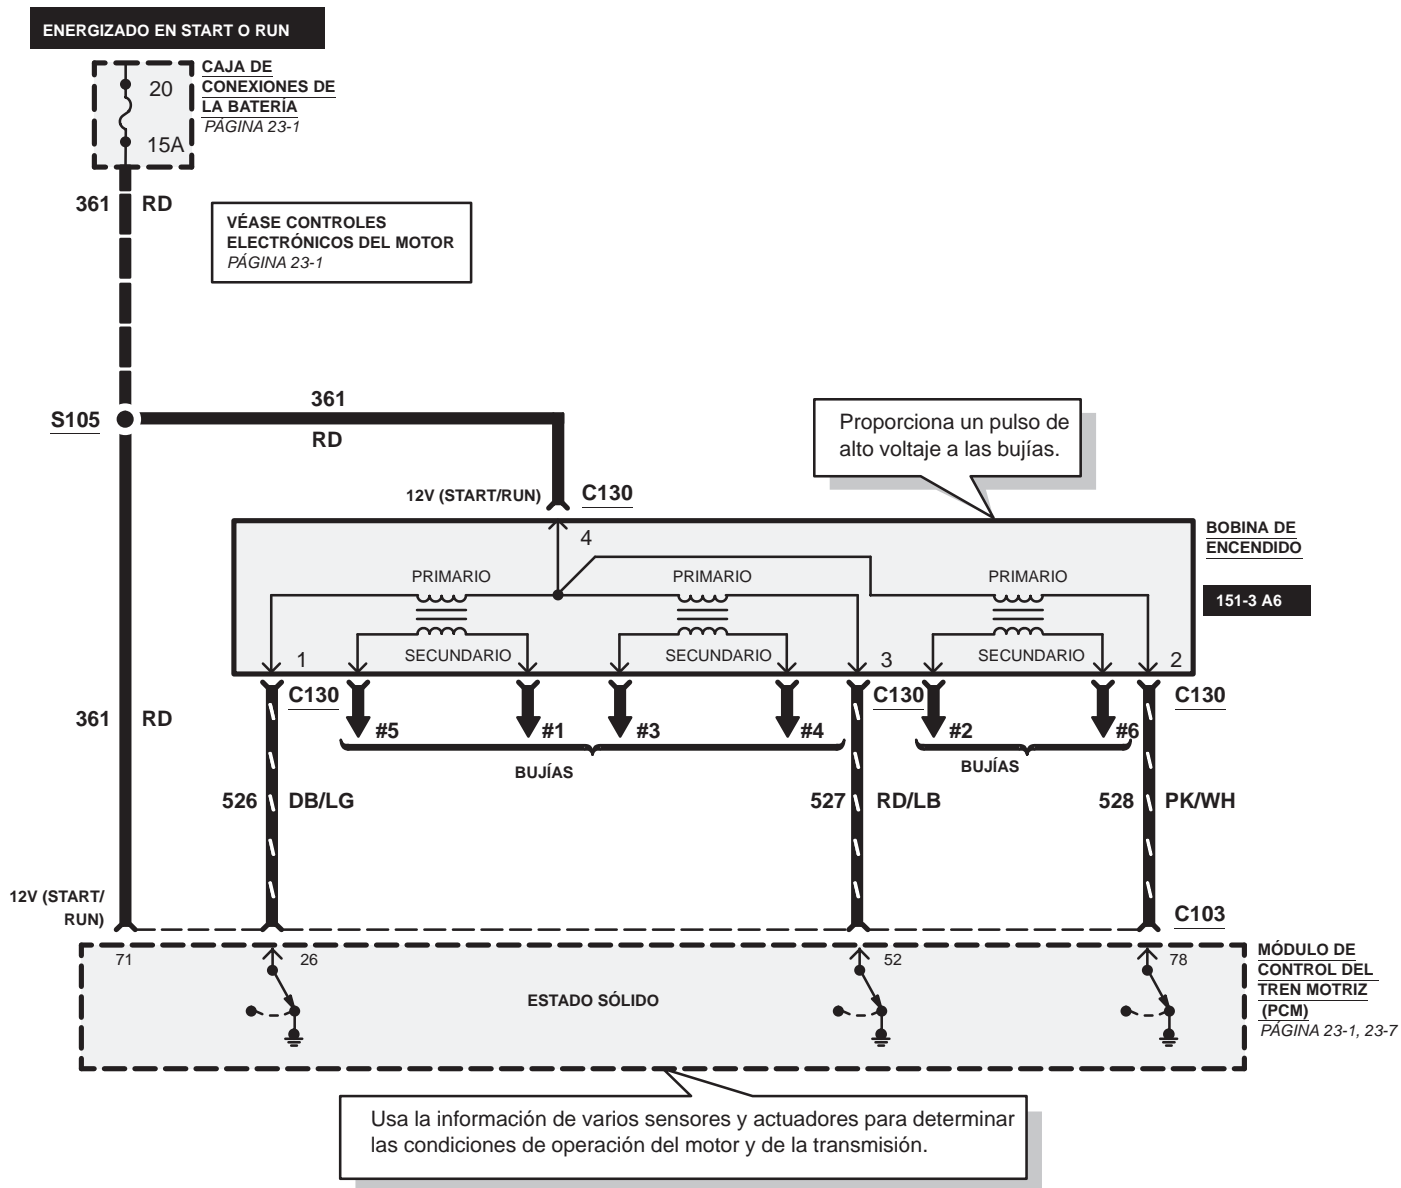 ENERGIZADO EN START O RUN
20
15A
CAJA DE
CONEXIONES DE
LA BATERÍA
PÁGINA 23-1
361 RD
VÉASE CONTROLES
ELECTRÓNICOS DEL MOTOR
PÁGINA 23-1
S105
361
RD
Proporciona un pulso de
alto voltaje a las bujías.
12V (START/RUN)
C130
4
BOBINA DE
ENCENDIDO
151-3 A6
PRIMARIO PRIMARIO PRIMARIO
SECUNDARIO SECUNDARIO SECUNDARIO
1 3 2
C130 C130 C130
#5 #1 #3 #4 #2 #6
BUJÍAS BUJÍAS
361 RD
526 DB/LG
527 RD/LB
528 PK/WH
12V (START/
RUN)
C103
71 26 52 78
ESTADO SÓLIDO
MÓDULO DE
CONTROL DEL
TREN MOTRIZ
(PCM)
PÁGINA 23-1, 23-7
Usa la información de varios sensores y actuadores para determinar
las condiciones de operación del motor y de la transmisión.